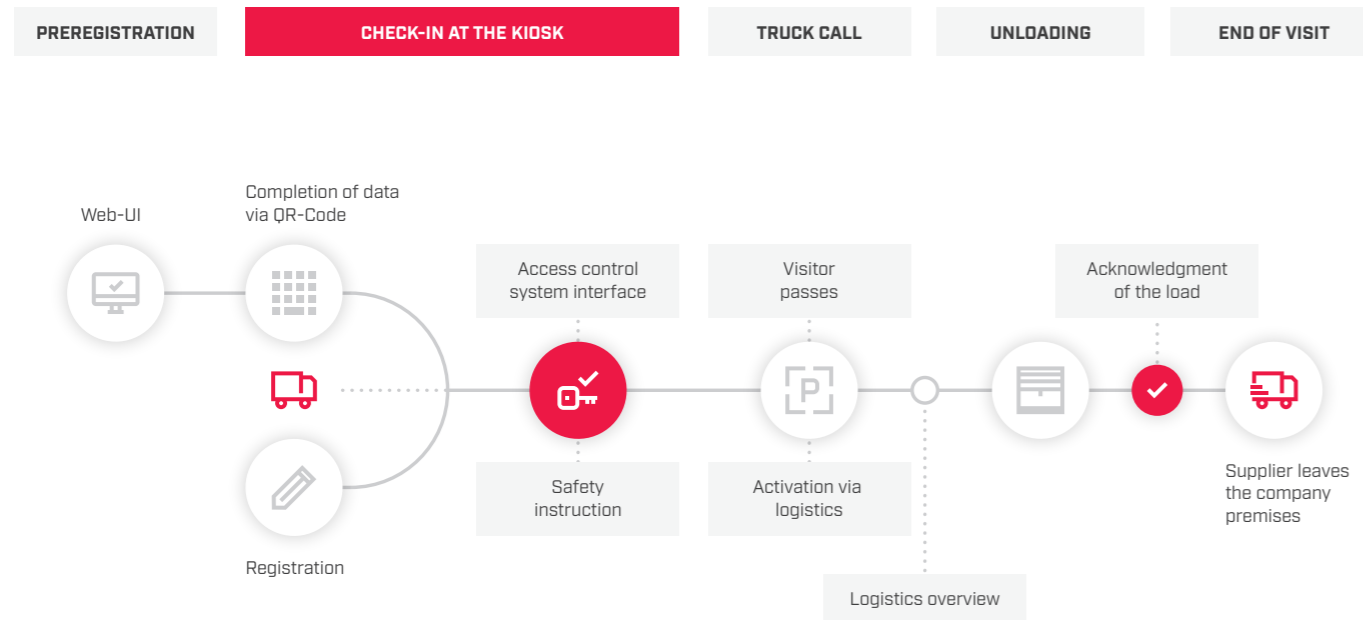 PREREGISTRATION
CHECK-IN AT THE KIOSK
TRUCK CALL
UNLOADING
END OF VISIT
Web-UI
Completion of data
via QR-Code
Access control
system interface
Visitor
passes
Acknowledgment
of the load
P
Safety
instruction
Activation via
logistics
Supplier leaves
the company
premises
Registration
Logistics overview